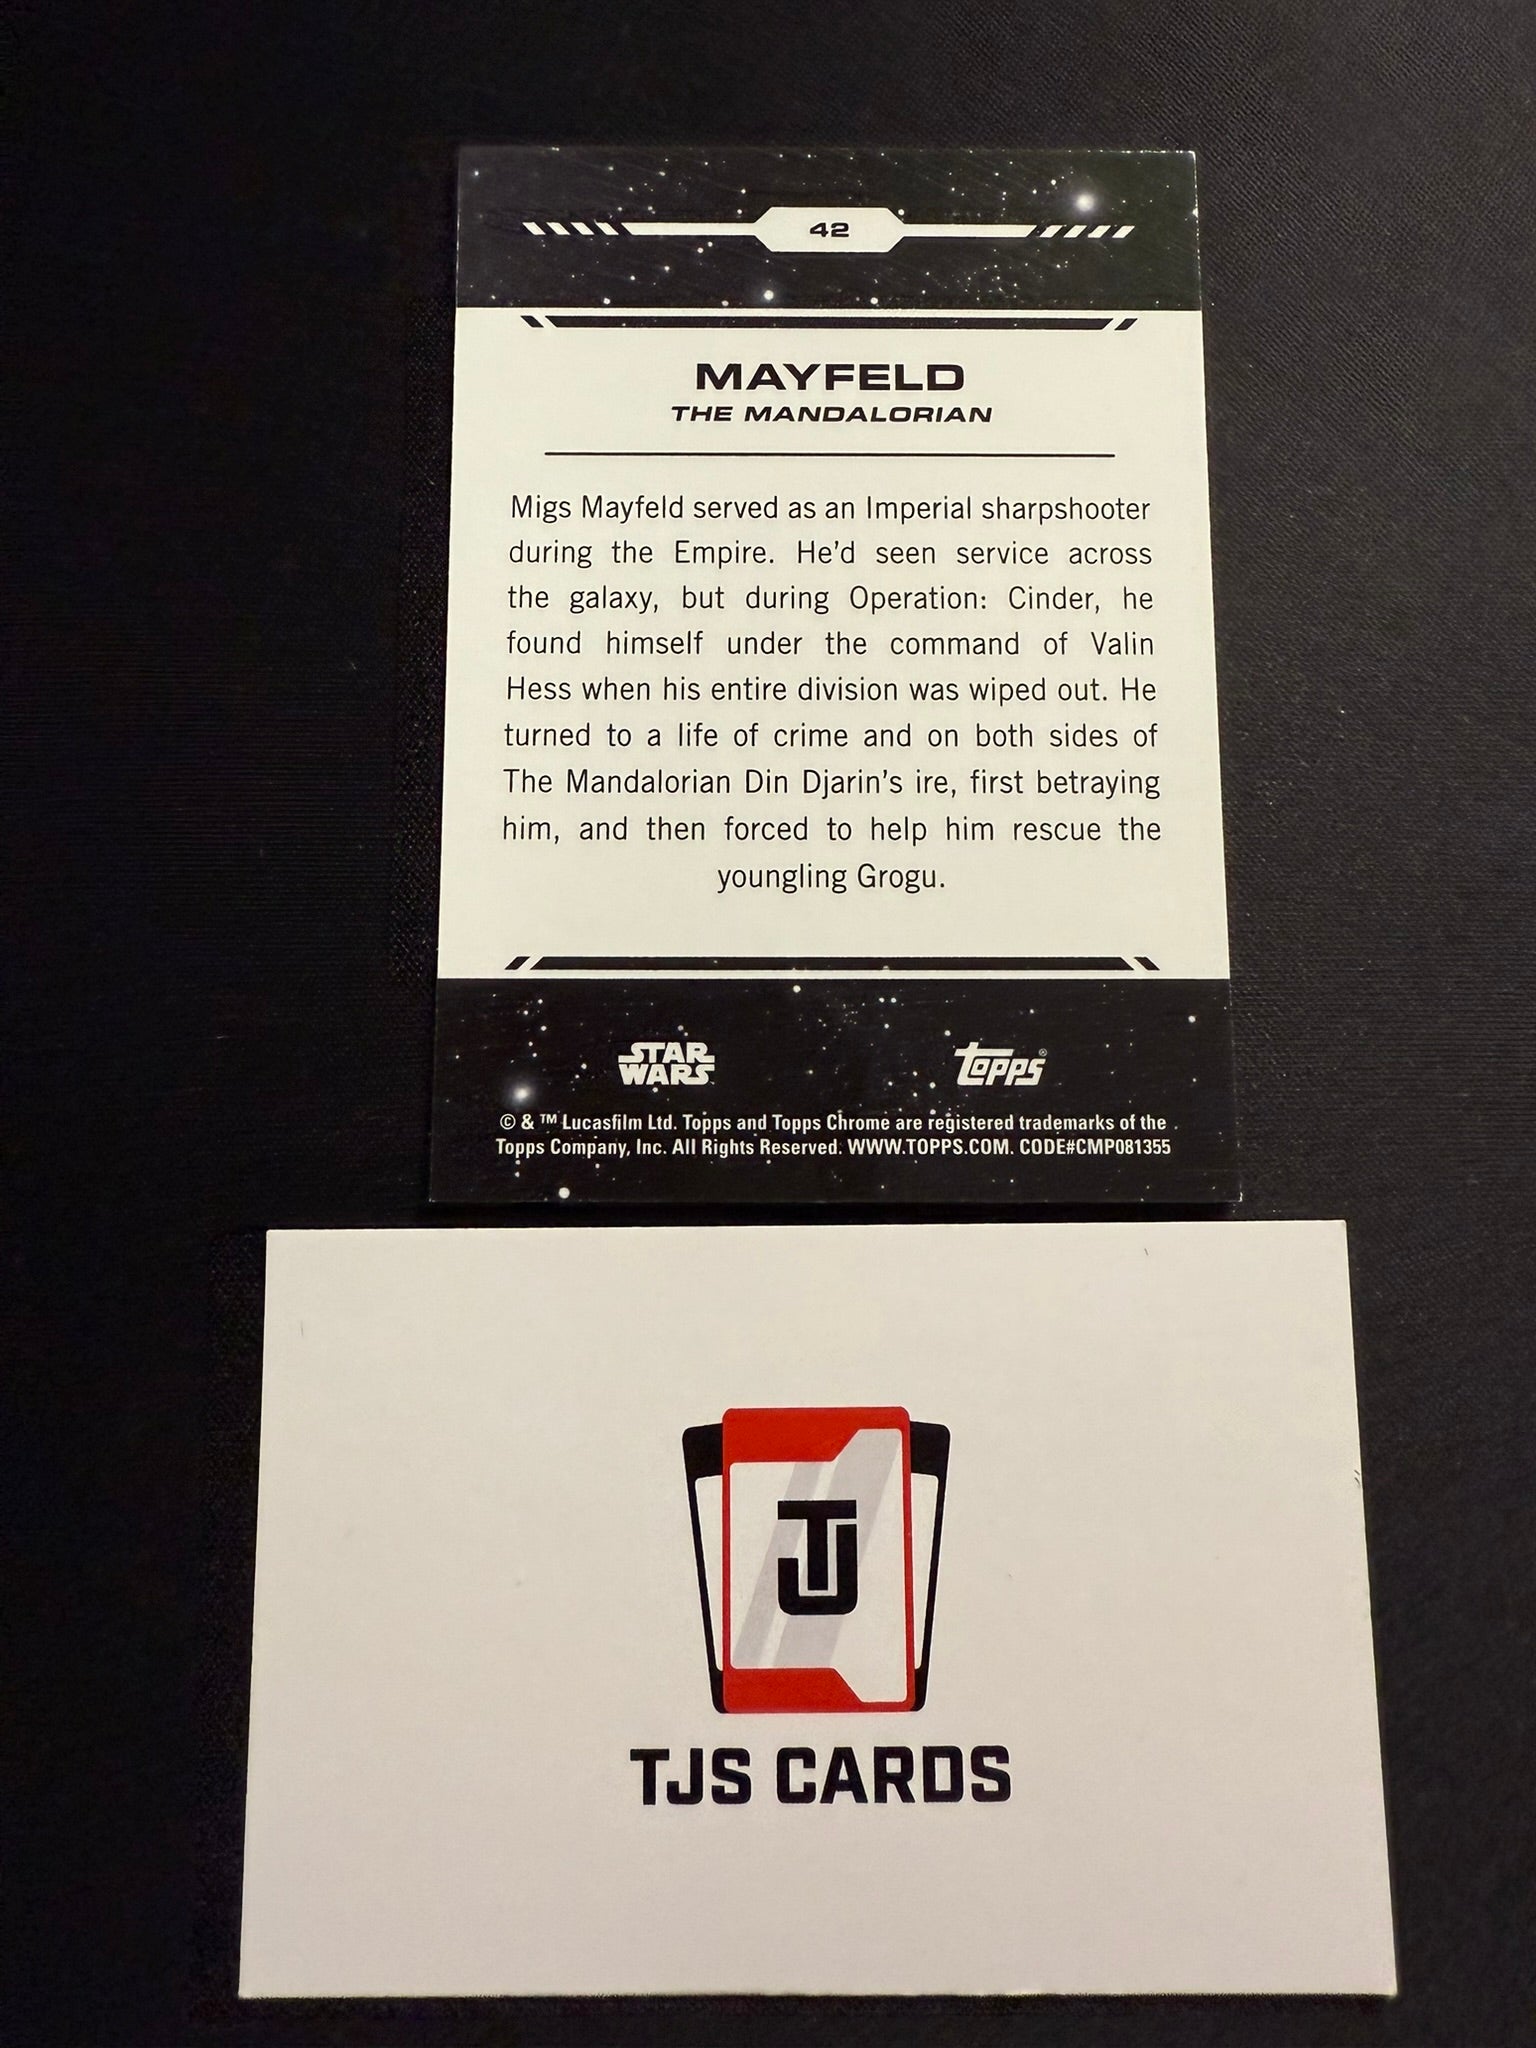 42
MAYFELD
THE MANDALORIAN
Migs Mayfeld served as an Imperial sharpshooter
during the Empire. He'd seen service across
the galaxy, but during Operation: Cinder, he
found himself under the command of Valin
Hess when his entire division was wiped out. He
turned to a life of crime and on both sides of
The Mandalorian Din Djarin's ire, first betraying
him, and then forced to help him rescue the
youngling Grogu.
STAR
WARS
Topps®
© & ™ Lucasfilm Ltd. Topps and Topps Chrome are registered trademarks of the
Topps Company, Inc. All Rights Reserved. WWW.TOPPS.COM. CODE#CMP081355
TJ
TJS CARDS